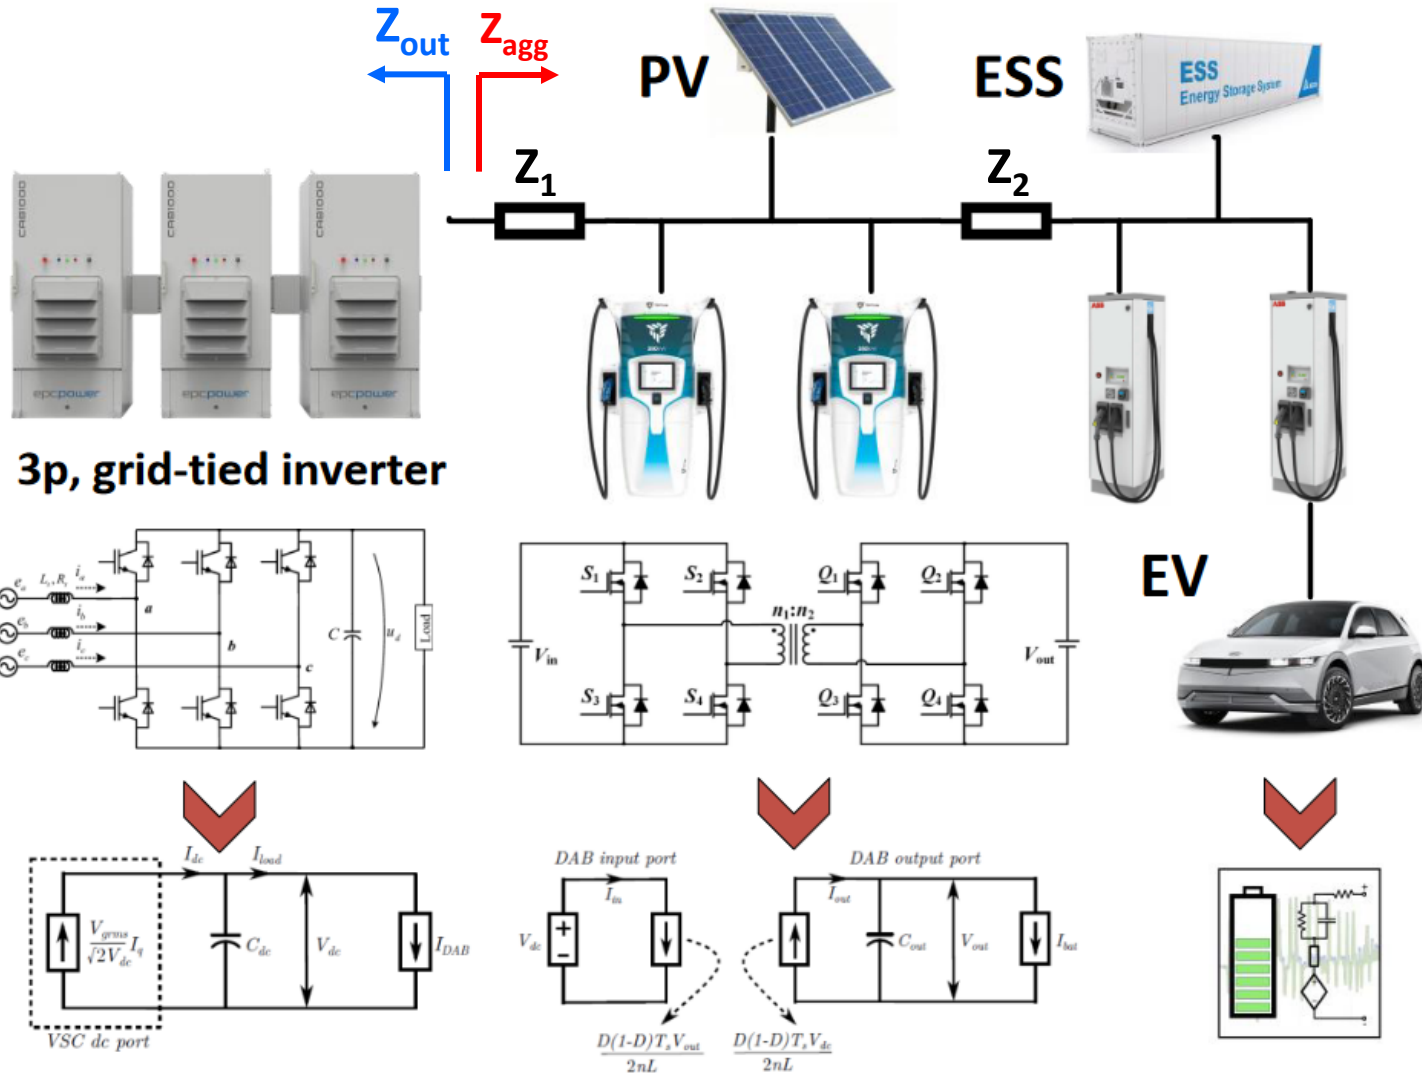 Zout Zagg
PV
ESS
ESS
Energy Storage System
Z1
Z2
CAB1000
CAB1000
CAB1000
epcpower
epcpower
epcpower
ABB
ABB
3p, grid-tied inverter
EV
ea
Ls, Rs
ia
a
eb
ib
b
ec
ic
c
C
ud
Load
S1
S2
Q1
Q2
n1:n2
Vin
Vout
S3
S4
Q3
Q4
Idc
Iload
Vgrms
√2Vdc
Iq
Cdc
Vdc
IDAB
VSC dc port
DAB input port
Iin
Vdc
+
−
D(1-D)TsVout
2nL
DAB output port
Iout
Cout
Vout
Ibat
D(1-D)TsVdc
2nL
+
-